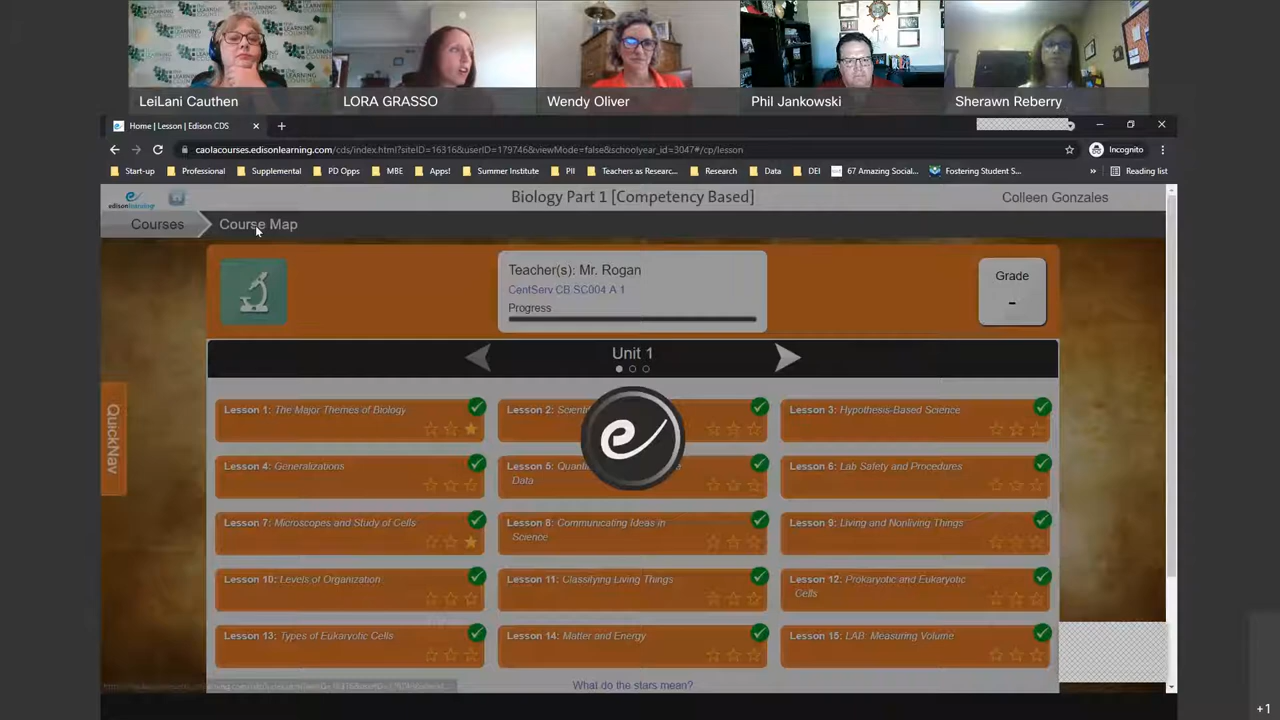 LeiLani Cauthen
LORA GRASSO
Wendy Oliver
Phil Jankowski
Sherawn Reberry
Home | Lesson | Edison CDS
caolacourses.edisonlearning.com/cds/index.html?siteID=16316&userID=179746&viewMode=false&schoolyear_id=3047#/cp/lesson
Incognito
Start-up
Professional
Supplemental
PD Opps
MBE
Apps!
Summer Institute
PII
Teachers as Researc...
Research
Data
DEI
67 Amazing Social...
Fostering Student S...
»
Reading list
edisonlearning
Biology Part 1 [Competency Based]
Colleen Gonzales
Courses
Course Map
Teacher(s): Mr. Rogan
CentServ CB SC004 A 1
Progress
Grade
-
Unit 1
QuickNav
Lesson 1: The Major Themes of Biology
Lesson 2:
Lesson 3: Hypothesis-Based Science
Lesson 4: Generalizations
Lesson 5:
Data
Lesson 6: Lab Safety and Procedures
Lesson 7: Microscopes and Study of Cells
Lesson 8: Communicating Ideas in
Science
Lesson 9: Living and Nonliving Things
Lesson 10: Levels of Organization
Lesson 11: Classifying Living Things
Lesson 12: Prokaryotic and Eukaryotic
Cells
Lesson 13: Types of Eukaryotic Cells
Lesson 14: Matter and Energy
Lesson 15: LAB Measuring Volume
What do the stars mean?
+1